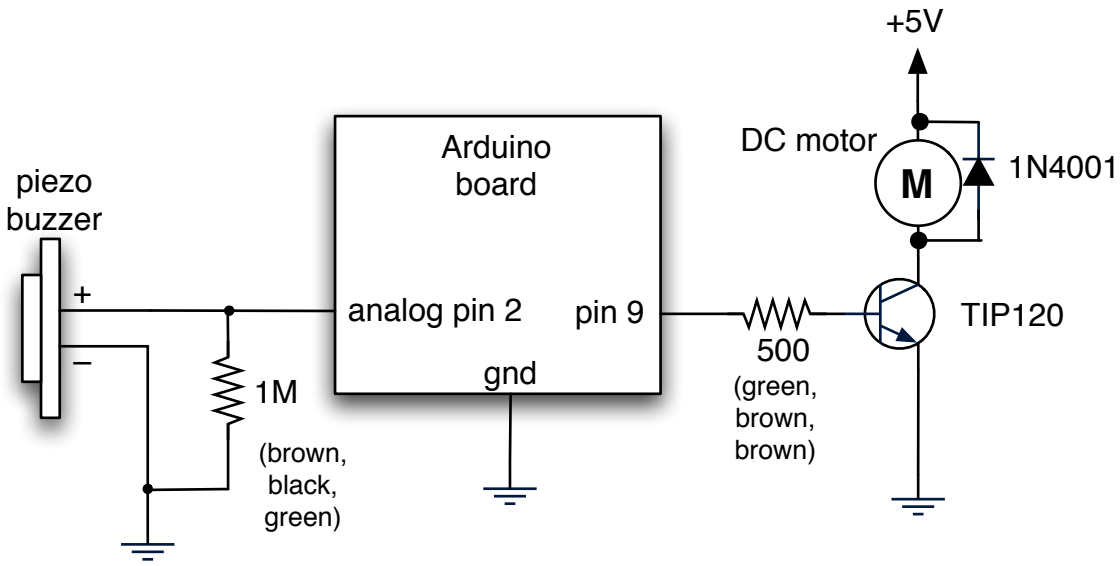 +5V
DC motor
M
1N4001
Arduino
board
piezo
buzzer
+
–
analog pin 2
pin 9
TIP120
gnd
1M
(brown,
black,
green)
500
(green,
brown,
brown)